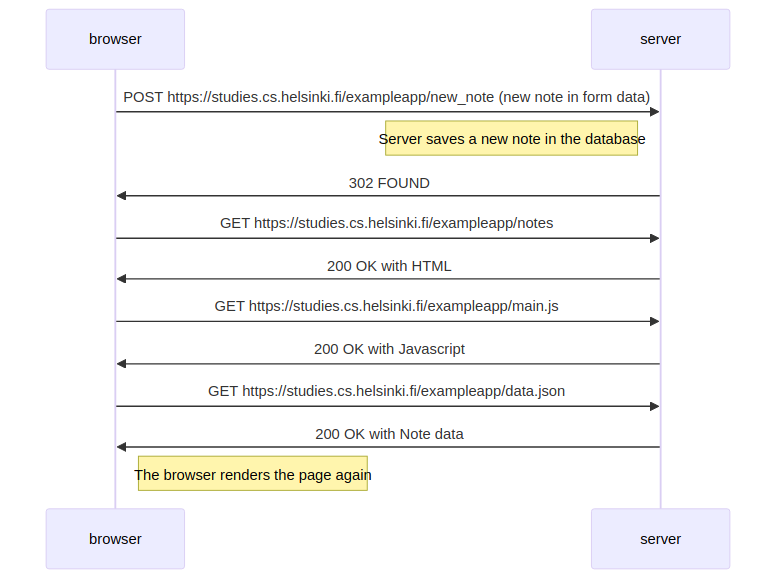 browser server
POST https://studies.cs.helsinki.fi/exampleapp/new_note (new note in form data)
Server saves a new note in the database
302 FOUND
GET https://studies.cs.helsinki.fi/exampleapp/notes
200 OK with HTML
GET https://studies.cs.helsinki.fi/exampleapp/main.js
200 OK with Javascript
GET https://studies.cs.helsinki.fi/exampleapp/data.json
200 OK with Note data
The browser renders the page again
browser server